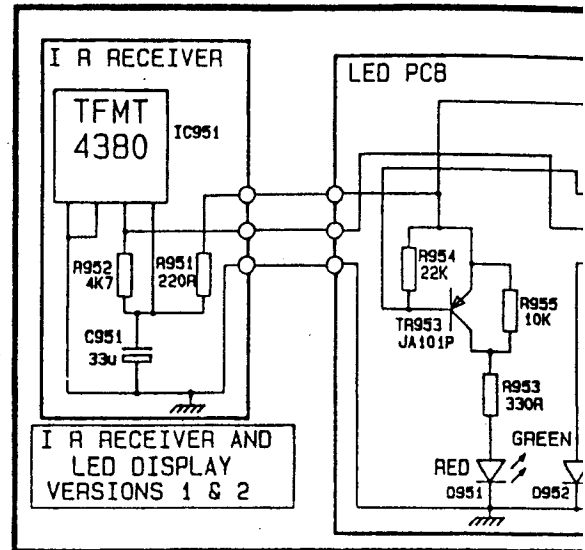 I R RECEIVER
TFMT
4380
IC951
R952
4K7
R951
220R
C951
33u
I R RECEIVER AND
LED DISPLAY
VERSIONS 1 & 2
LED PCB
R954
22K
TR953
JA101P
R955
10K
R953
330R
GREEN
RED
D951
D952